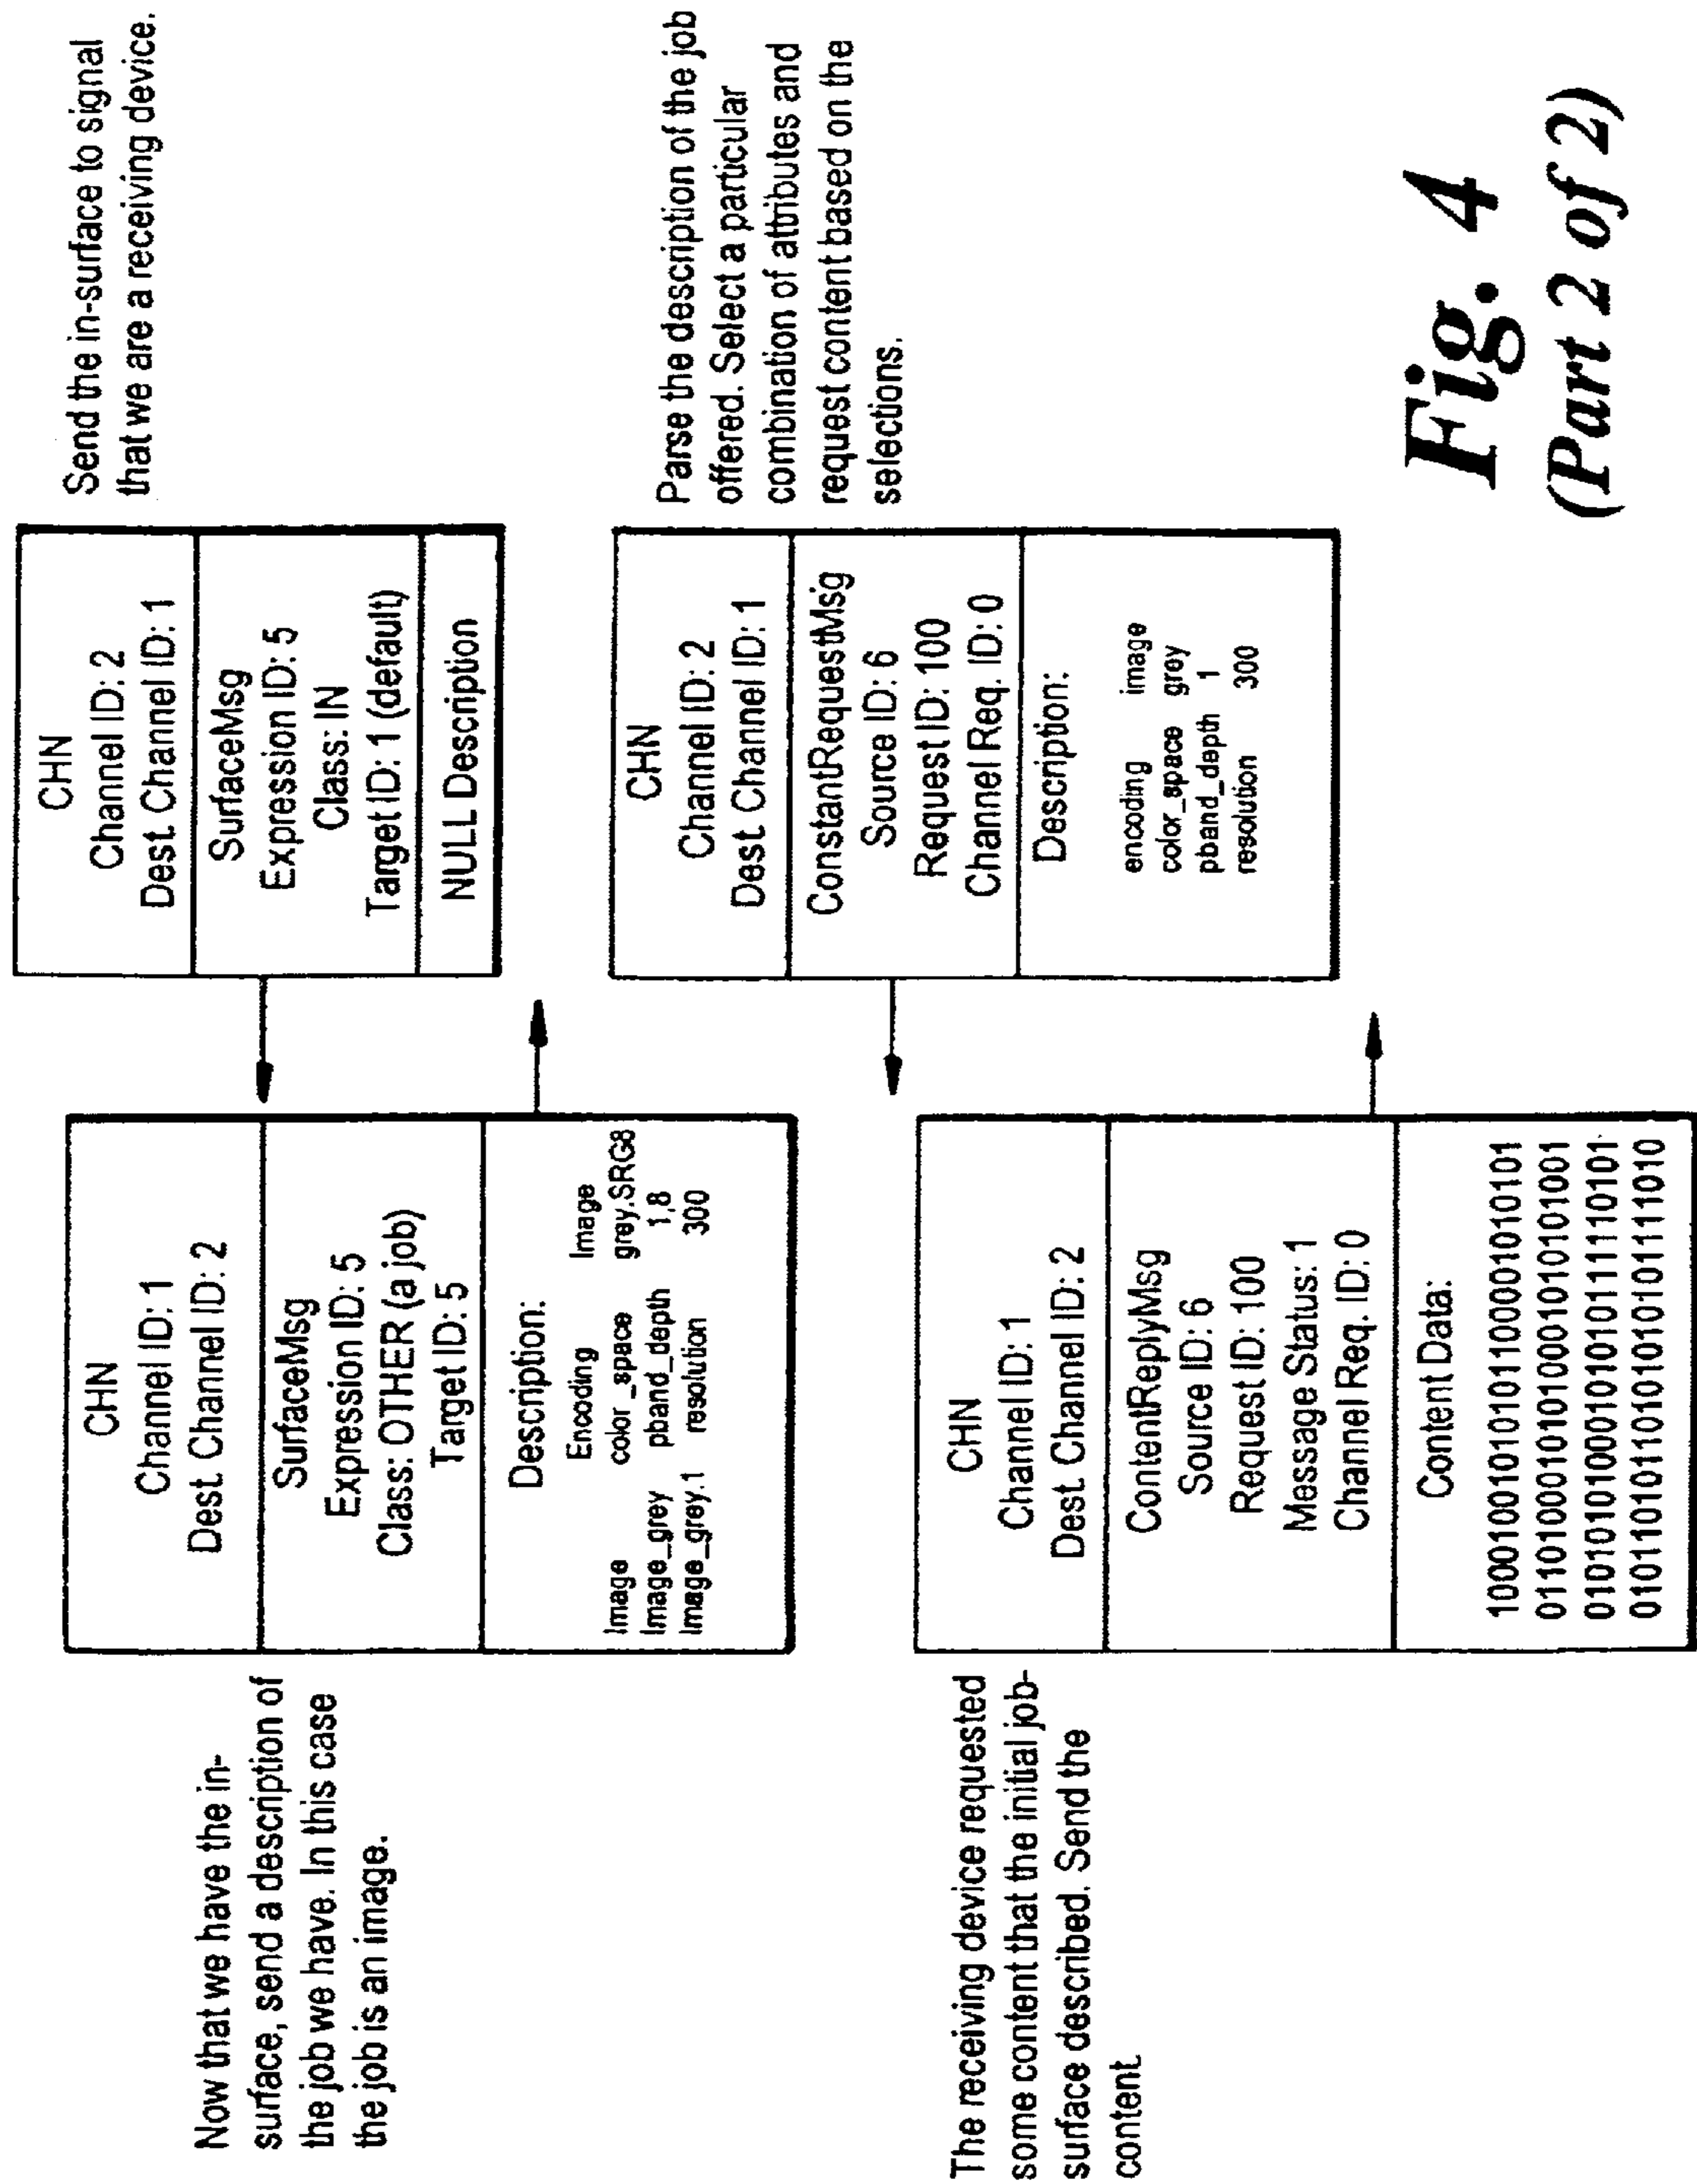 Send the in-surface to signal
that we are a receiving device.
CHN
Channel ID: 2
Dest. Channel ID: 1
SurfaceMsg
Expression ID: 5
Class: IN
Target ID: 1 (default)
NULL Description
Now that we have the in-
surface, send a description of
the job we have. In this case
the job is an image.
CHN
Channel ID: 1
Dest. Channel ID: 2
SurfaceMsg
Expression ID: 5
Class: OTHER (a job)
Target ID: 5
Description:
Encoding Image
Image color_space grey.SRG8
Image_grey pband_depth 1,8
Image_grey.1 resolution 300
Parse the description of the job
offered. Select a particular
combination of attributes and
request content based on the
selections.
CHN
Channel ID: 2
Dest. Channel ID: 1
ConstantRequestMsg
Source ID: 6
Request ID: 100
Channel Req. ID: 0
Description:
encoding image
color_space grey
pband_depth 1
resolution 300
The receiving device requested
some content that the initial job-
surface described. Send the
content.
CHN
Channel ID: 1
Dest Channel ID: 2
ContentReplyMsg
Source ID: 6
Request ID: 100
Message Status: 1
Channel Req. ID: 0
Content Data:
Fig. 4
(Part 2 of 2)